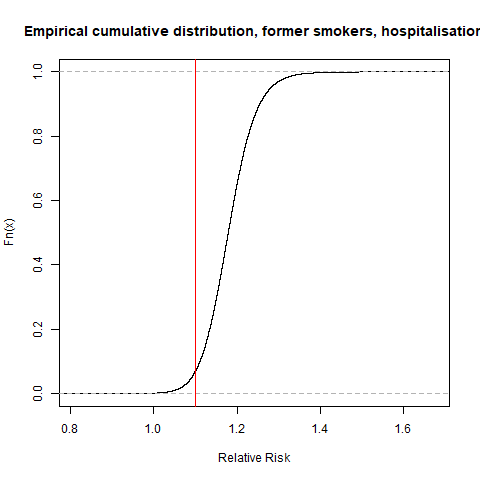 Empirical cumulative distribution, former smokers, hospitalisation
Fn(x)
1.0
0.8
0.6
0.4
0.2
0.0
0.8 1.0 1.2 1.4 1.6
Relative Risk